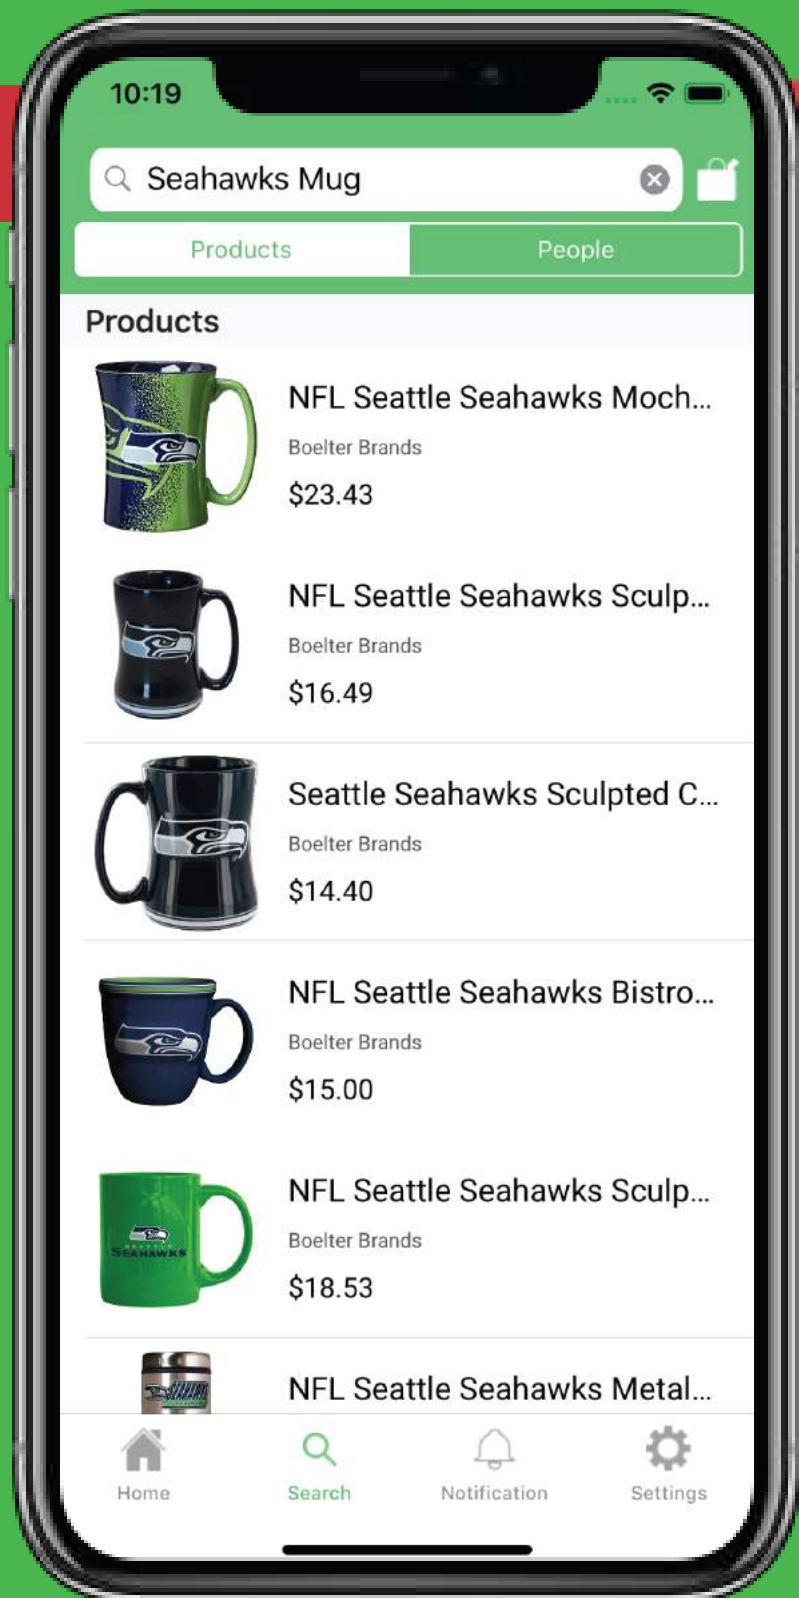 10:19
Seahawks Mug
Products
People
Products
NFL Seattle Seahawks Moch...
Boelter Brands
$23.43
NFL Seattle Seahawks Sculp...
Boelter Brands
$16.49
Seattle Seahawks Sculpted C...
Boelter Brands
$14.40
NFL Seattle Seahawks Bistro...
Boelter Brands
$15.00
SEAHAWKS
NFL Seattle Seahawks Sculp...
Boelter Brands
$18.53
SEAHAWKS
NFL Seattle Seahawks Metal...
Home
Search
Notification
Settings